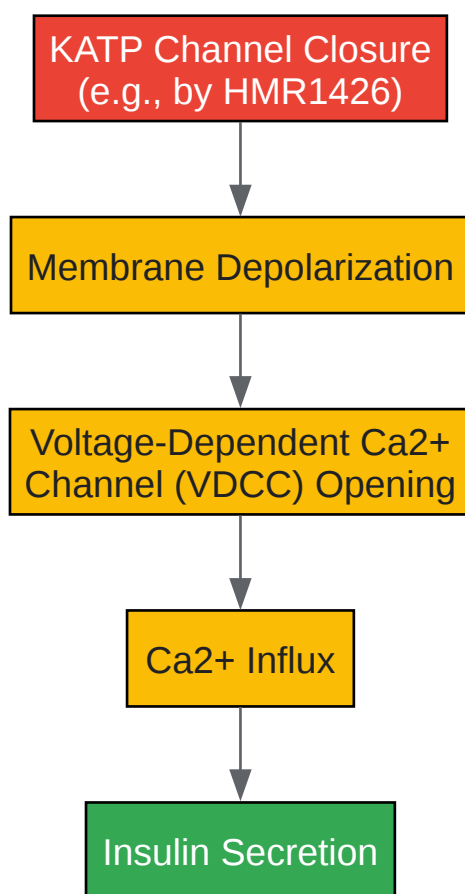 KATP Channel Closure
(e.g., by HMR1426)
Membrane Depolarization
Voltage-Dependent Ca2+
Channel (VDCC) Opening
Ca2+ Influx
Insulin Secretion